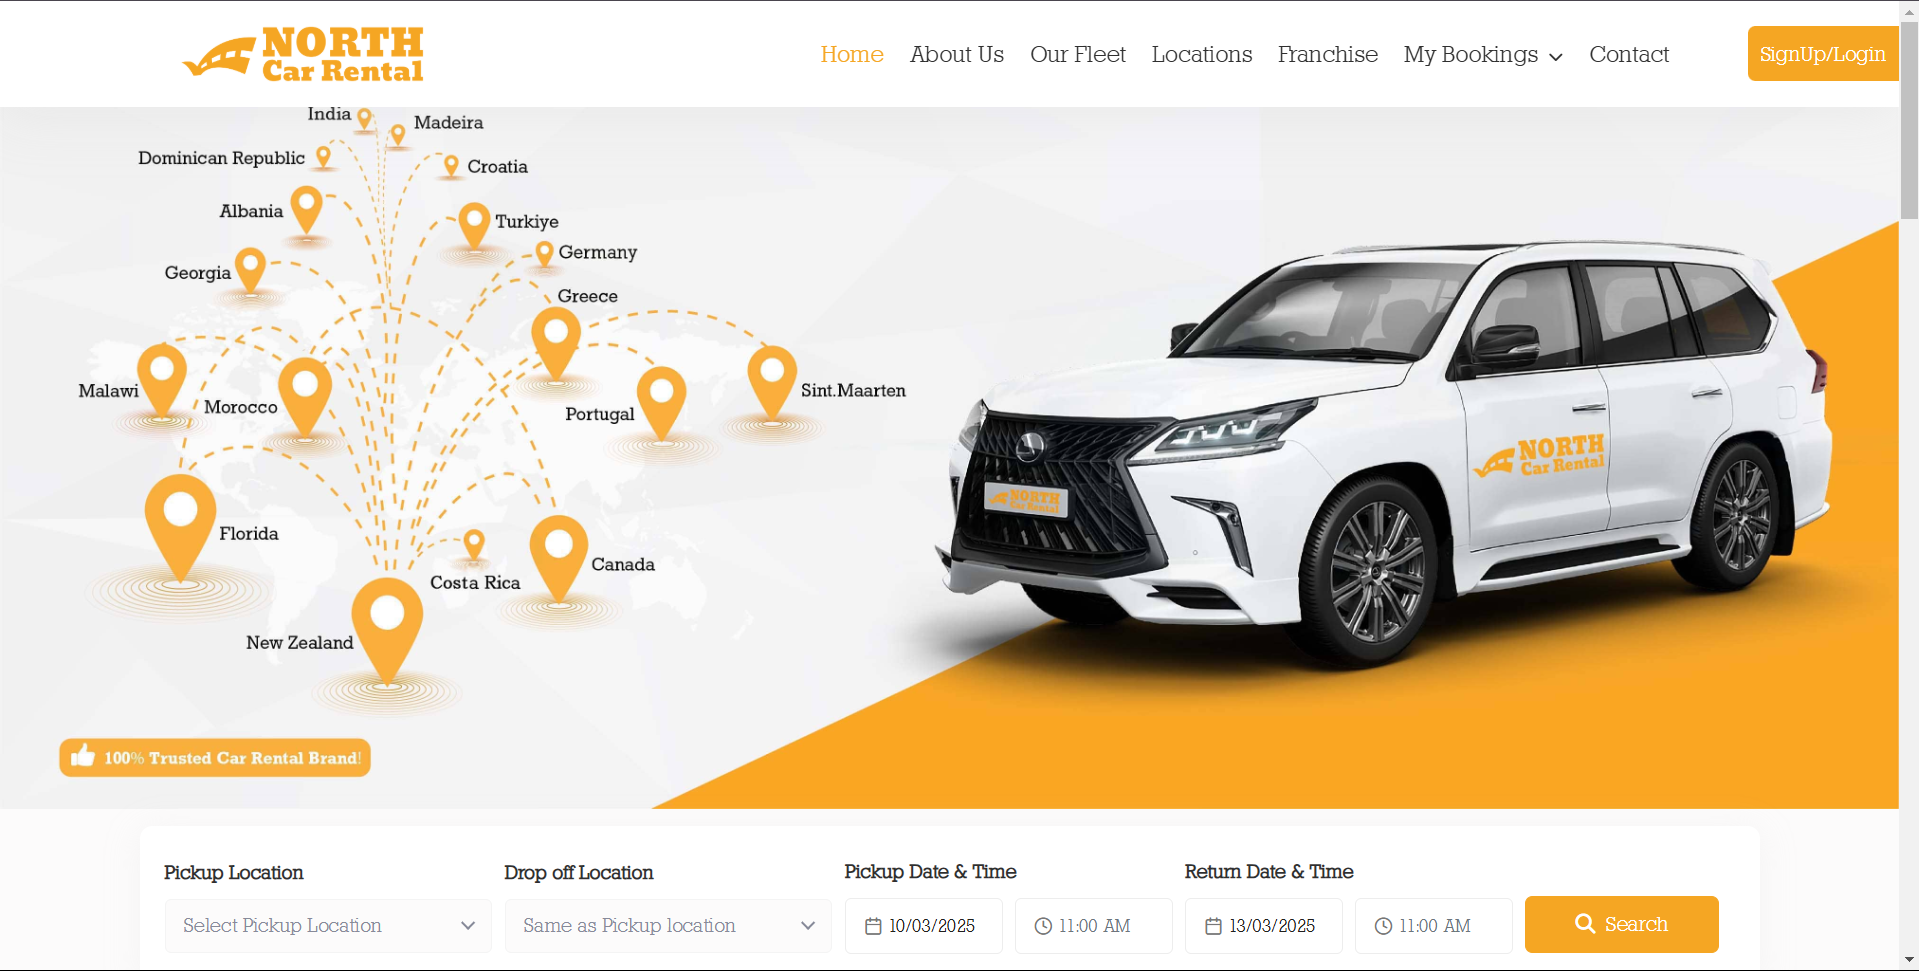 NORTH
Car Rental
Home
About Us
Our Fleet
Locations
Franchise
My Bookings
Contact
SignUp/Login
India
Madeira
Dominican Republic
Croatia
Albania
Turkiye
Germany
Georgia
Greece
Malawi
Morocco
Portugal
Sint.Maarten
Florida
Canada
Costa Rica
New Zealand
NORTH
Car Rental
NORTH
Car Rental
100% Trusted Car Rental Brand!
Pickup Location
Drop off Location
Pickup Date & Time
Return Date & Time
Select Pickup Location
Same as Pickup location
10/03/2025
11:00 AM
13/03/2025
11:00 AM
Search